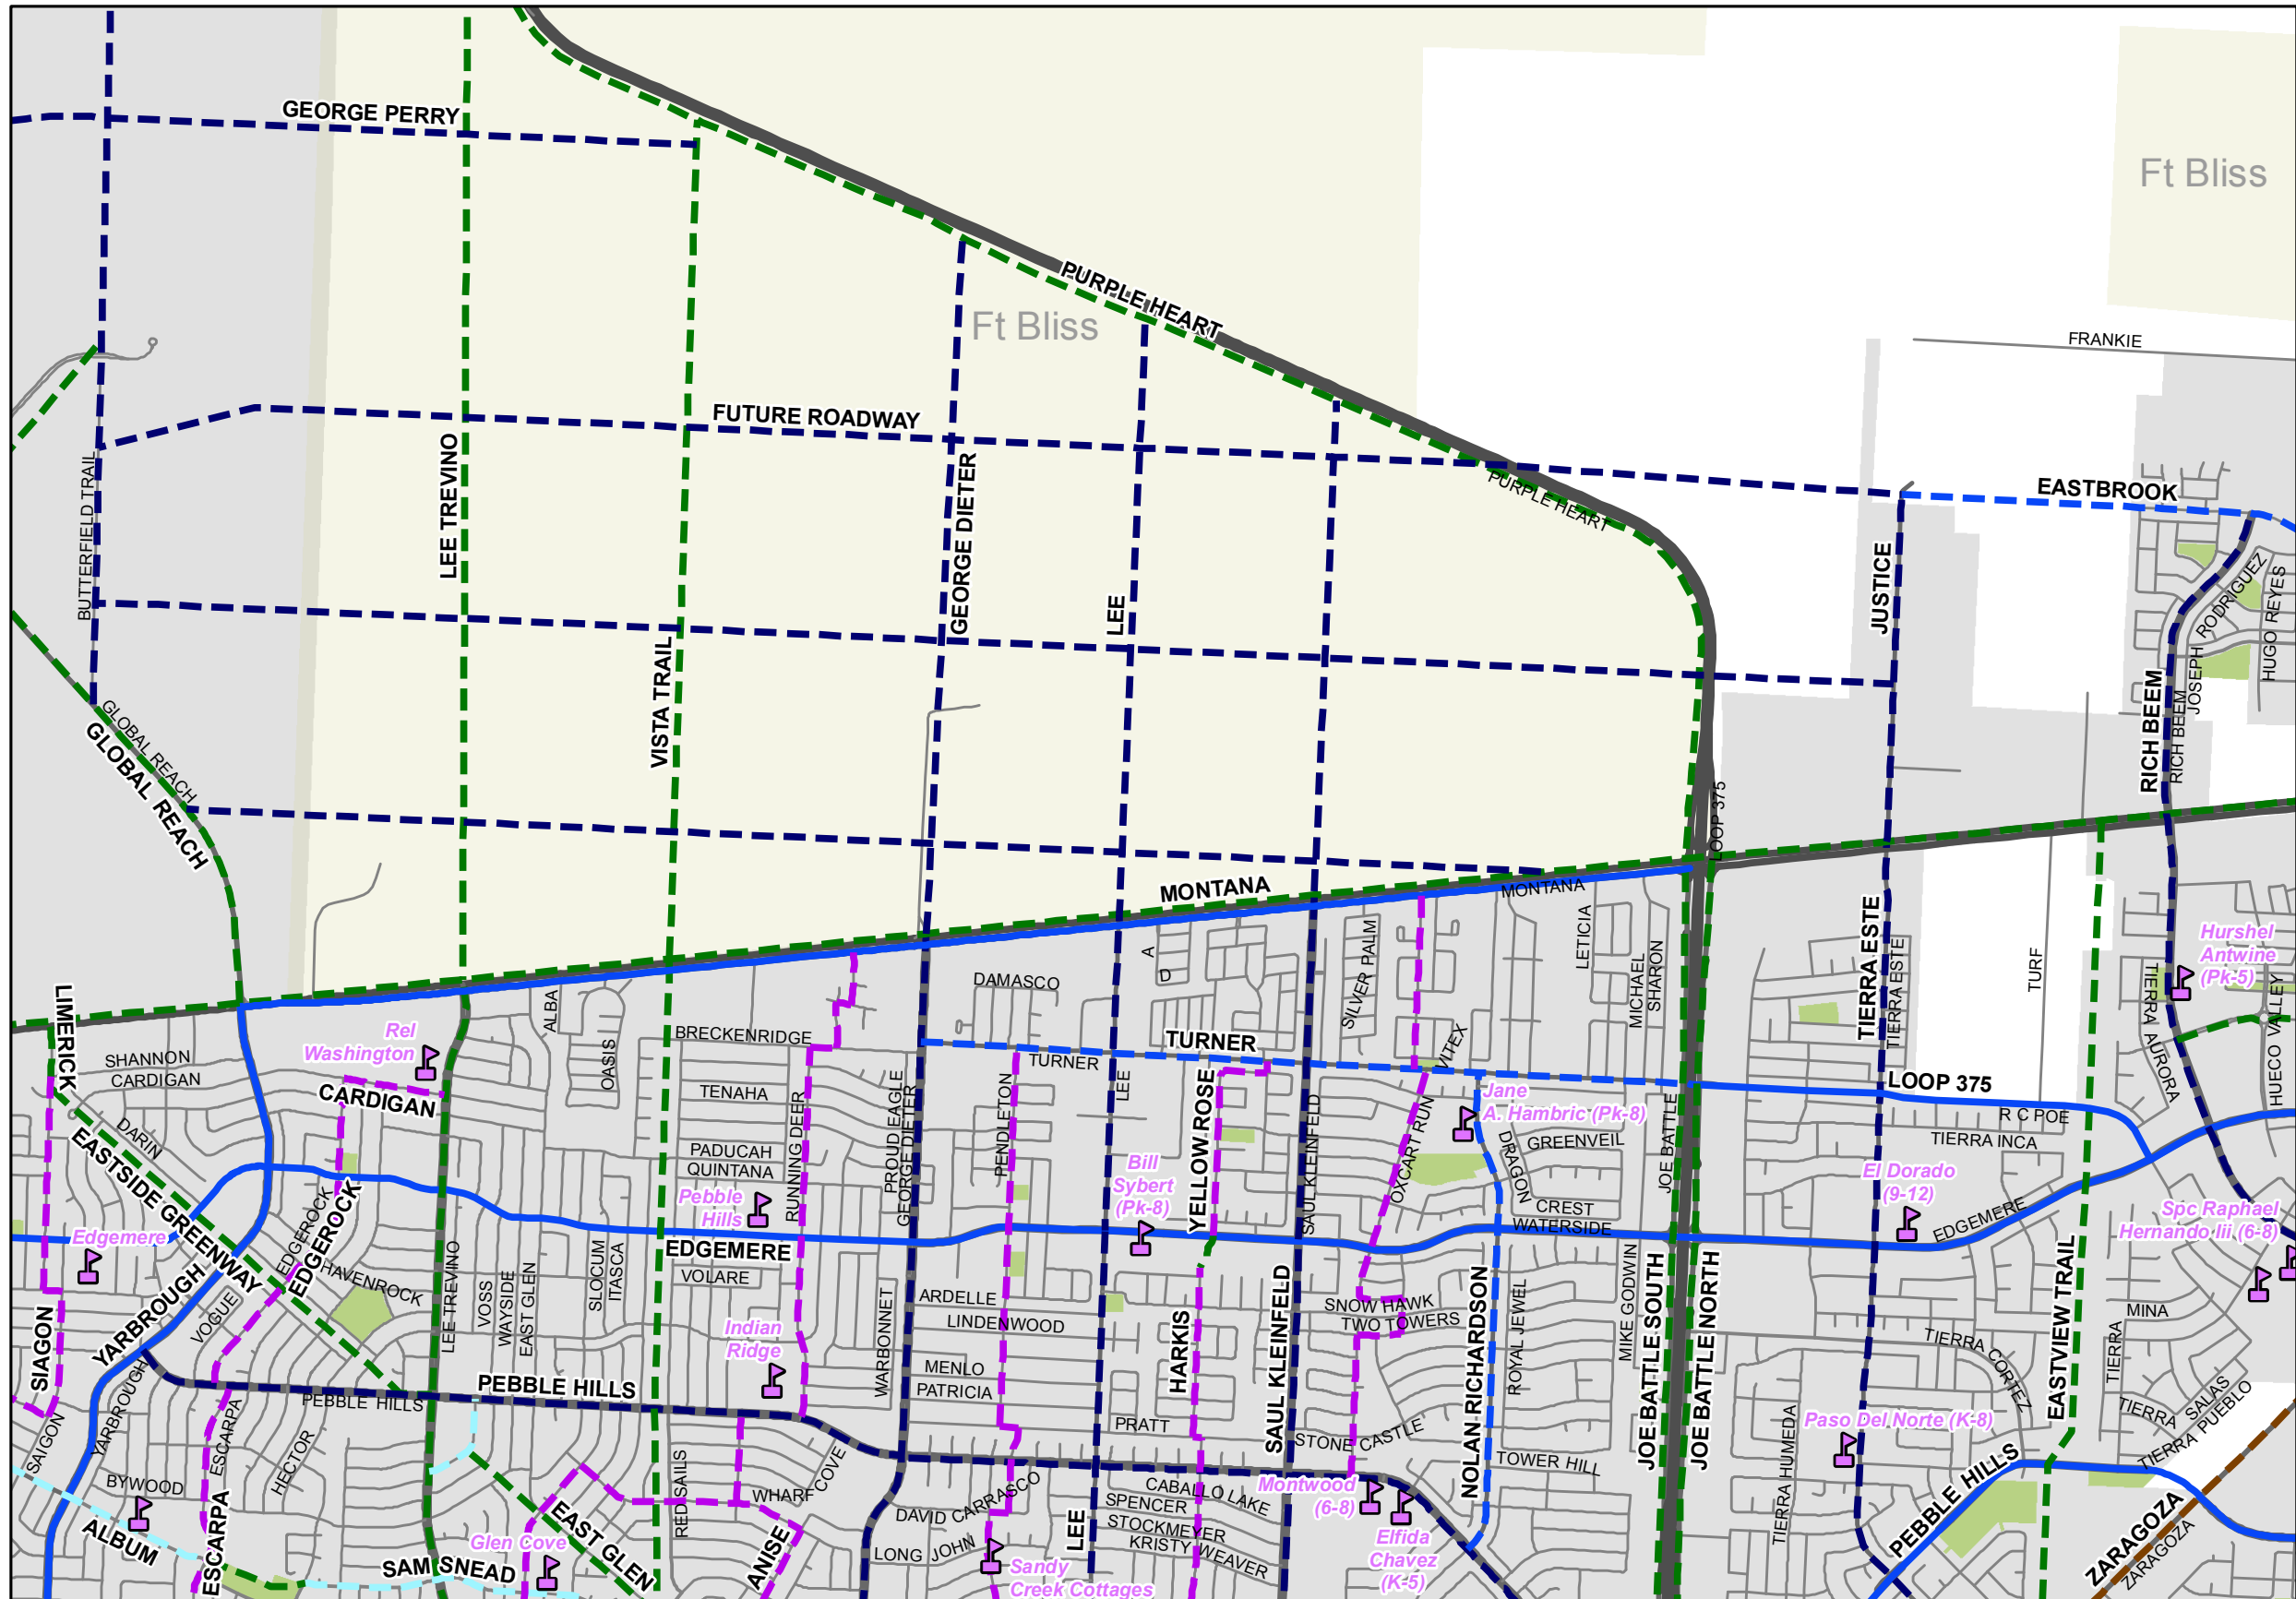 GEORGE PERRY
Ft Bliss
PURPLE HEART
Ft Bliss
FRANKIE
FUTURE ROADWAY
LEE TREVINO
BUTTERFIELD TRAIL
GEORGE DIETER
PURPLE HEART
EASTBROOK
JUSTICE
LEE
RODRIGUEZ
HUGO REYES
JOSEPH
VISTA TRAIL
RICH BEEM
RICH BEEM
GLOBAL REACH
GLOBAL REACH
LOOP 375
MONTANA
MONTANA
LIMERICK
ALBA
OASIS
DAMASCO
A
D
SILVER PALM
LETICIA
MICHAEL
SHARON
TIERRA ESTE
TIERRA ESTE
TURF
TIERRA AURORA
Hurshel
Antwine
(Pk-5)
HUECO VALLEY
Rel
Washington
SHANNON
CARDIGAN
CARDIGAN
BRECKENRIDGE
TENAHA
PADUCAH
QUINTANA
RUNNING DEER
PROUD EAGLE
GEORGE DIETER
TURNER
TURNER
PENDLETON
LEE
YELLOW ROSE
SAUL KLEINFELD
VITEX
OXCART RUN
Jane
A. Hambric (Pk-8)
DRAGON
GREENVEIL
CREST
WATERSIDE
JOE BATTLE
LOOP 375
R C POE
TIERRA INCA
El Dorado
(9-12)
EDGEMERE
Spc Raphael
Hernando Iii (6-8)
DARIN
EASTSIDE GREENWAY
Edgemere
EDGEROCK
EDGEROCK
HAVENROCK
YARBROUGH
VOGUE
SIAGON
LEE TREVINO
VOSS
WAYSIDE
EAST GLEN
SLOCUM
ITASCA
Pebble
Hills
EDGEMERE
VOLARE
Indian
Ridge
WARBONNET
Bill
Sybert
(Pk-8)
ARDELLE
LINDENWOOD
MENLO
PATRICIA
PRATT
HARKIS
SAUL KLEINFELD
SNOW HAWK
TWO TOWERS
STONE CASTLE
NOLAN RICHARDSON
ROYAL JEWEL
MIKE GODWIN
JOE BATTLE SOUTH
JOE BATTLE NORTH
TOWER HILL
EASTVIEW TRAIL
TIERRA
MINA
TIERRA CORTEZ
TIERRA
SALAS
TIERRA PUEBLO
Paso Del Norte (K-8)
TIERRA HUMEDA
PEBBLE HILLS
ZARAGOZA
ZARAGOZA
PEBBLE HILLS
PEBBLE HILLS
YARBROUGH
SAIGON
ESCARPA
HECTOR
BYWOOD
ALBUM
ESCARPA
SAM SNEAD
Glen Cove
EAST GLEN
RED SAILS
WHARF COVE
ANISE
DAVID CARRASCO
LONG JOHN
Sandy
Creek Cottages
LEE
CABALLO LAKE
SPENCER
STOCKMEYER
KRISTY WEAVER
Montwood
(6-8)
Elfida
Chavez
(K-5)